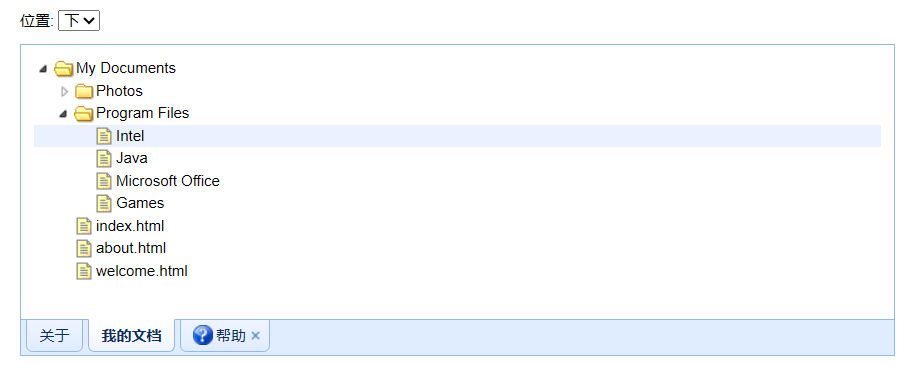 位置: 下
My Documents
Photos
Program Files
Intel
Java
Microsoft Office
Games
index.html
about.html
welcome.html
关于 我的文档 帮助